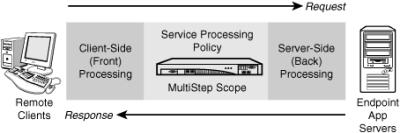 Request
Client-Side
(Front)
Processing
Service Processing
Policy
MultiStep Scope
Server-Side
(Back)
Processing
Remote
Clients
Endpoint
App
Servers
Response